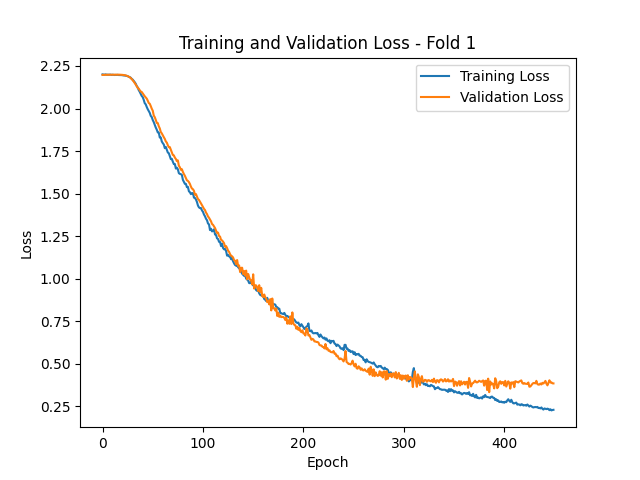 Training and Validation Loss - Fold 1
Training Loss
Validation Loss
Loss
2.25
2.00
1.75
1.50
1.25
1.00
0.75
0.50
0.25
0 100 200 300 400
Epoch